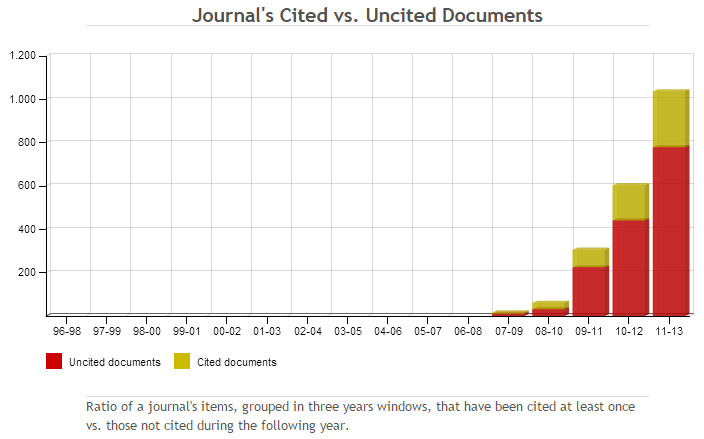 Journal's Cited vs. Uncited Documents
1.200
1.000
800
600
400
200
96-98 97-99 98-00 99-01 00-02 01-03 02-04 03-05 04-06 05-07 06-08 07-09 08-10 09-11 10-12 11-13
Uncited documents Cited documents
Ratio of a journal's items, grouped in three years windows, that have been cited at least once
vs. those not cited during the following year.